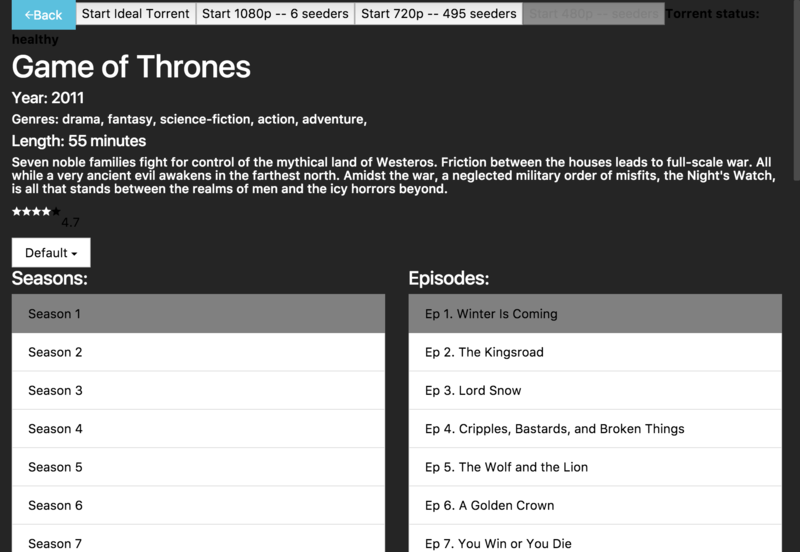 ←Back Start Ideal Torrent Start 1080p -- 6 seeders Start 720p -- 495 seeders Start 480p -- seeders Torrent status:
healthy
Game of Thrones
Year: 2011
Genres: drama, fantasy, science-fiction, action, adventure,
Length: 55 minutes
Seven noble families fight for control of the mythical land of Westeros. Friction between the houses leads to full-scale war. All
while a very ancient evil awakens in the farthest north. Amidst the war, a neglected military order of misfits, the Night's Watch,
is all that stands between the realms of men and the icy horrors beyond.
★★★★★ 4.7
Default
Seasons:
Season 1
Season 2
Season 3
Season 4
Season 5
Season 6
Season 7
Episodes:
Ep 1. Winter Is Coming
Ep 2. The Kingsroad
Ep 3. Lord Snow
Ep 4. Cripples, Bastards, and Broken Things
Ep 5. The Wolf and the Lion
Ep 6. A Golden Crown
Ep 7. You Win or You Die